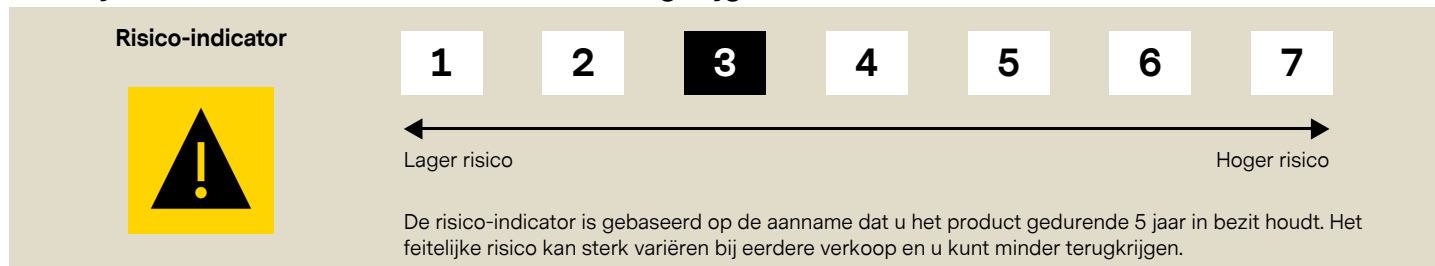 Risico-indicator
1 2 3 4 5 6 7
Lager risico Hoger risico
De risico-indicator is gebaseerd op de aanname dat u het product gedurende 5 jaar in bezit houdt. Het
feitelijke risico kan sterk variëren bij eerdere verkoop en u kunt minder terugkrijgen.